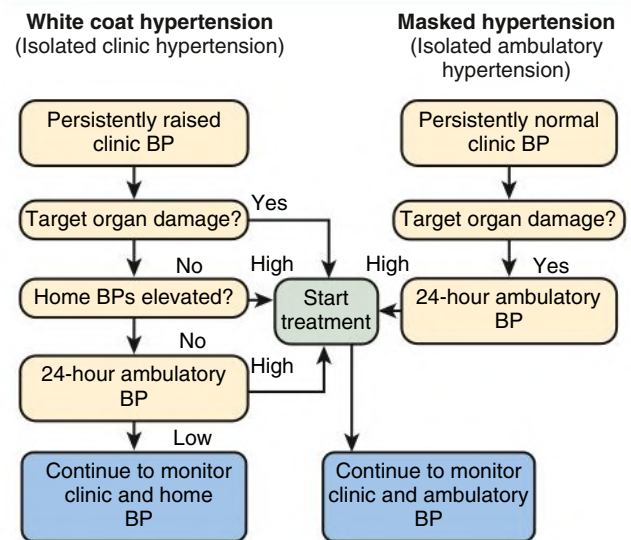 White coat hypertension
(Isolated clinic hypertension)
Masked hypertension
(Isolated ambulatory
hypertension)
Persistently raised
clinic BP
Persistently normal
clinic BP
Yes
Target organ damage?
Target organ damage?
No
High
High
Yes
Home BPs elevated?
Start
treatment
24-hour ambulatory
BP
No
24-hour ambulatory
BP
High
Low
Continue to monitor
clinic and home
BP
Continue to monitor
clinic and ambulatory
BP